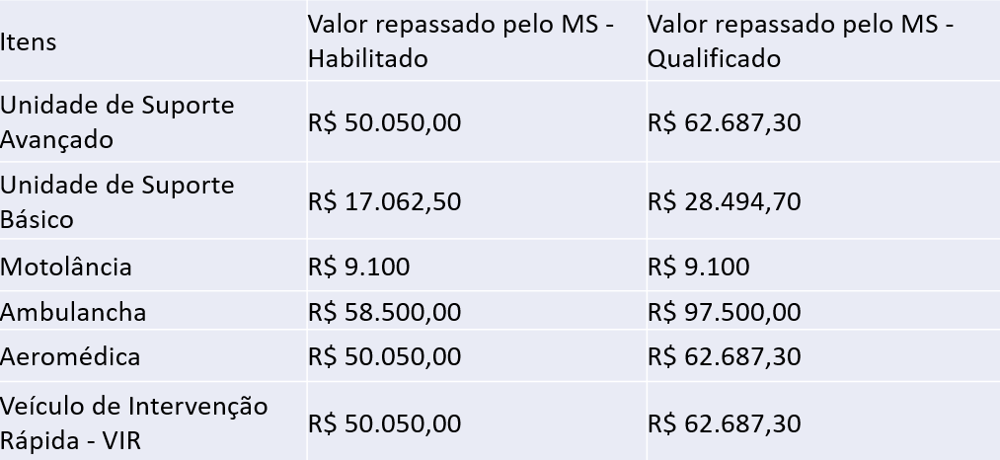 Itens
Valor repassado pelo MS -
Habilitado
Valor repassado pelo MS -
Qualificado
Unidade de Suporte
Avançado
R$ 50.050,00
R$ 62.687,30
Unidade de Suporte
Básico
R$ 17.062,50
R$ 28.494,70
Motolância
R$ 9.100
R$ 9.100
Ambulancha
R$ 58.500,00
R$ 97.500,00
Aeromédica
R$ 50.050,00
R$ 62.687,30
Veículo de Intervenção
Rápida - VIR
R$ 50.050,00
R$ 62.687,30